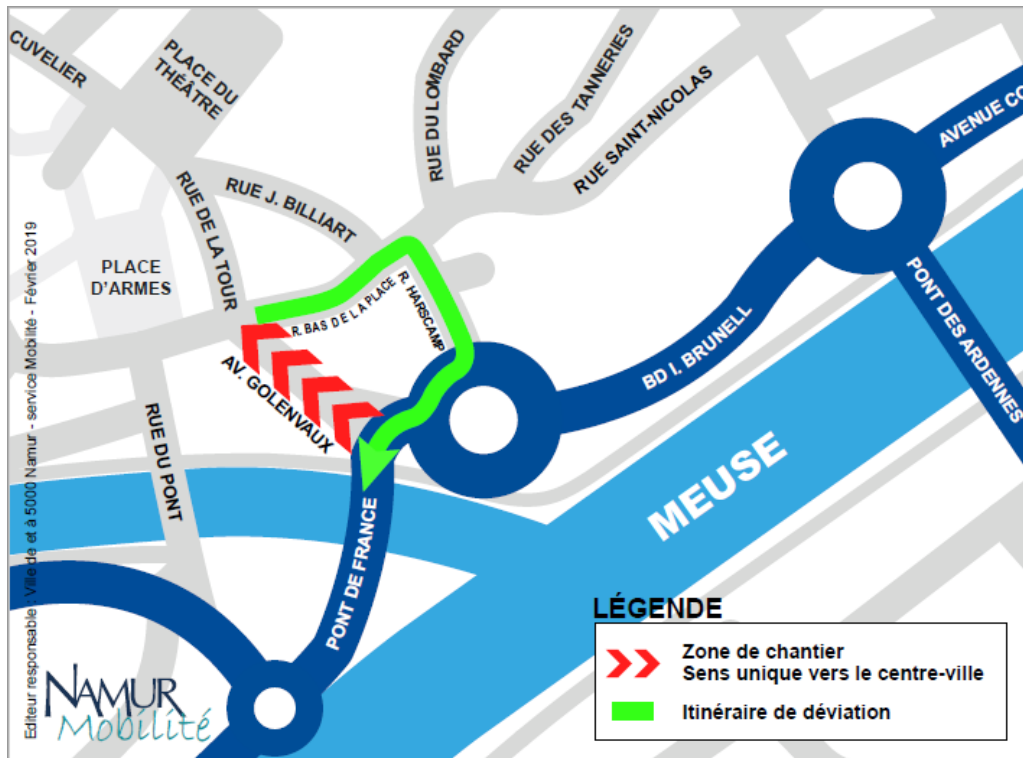 CUVELIER
PLACE DU
THÉÂTRE
RUE DU LOMBARD
RUE DES TANNERIES
RUE SAINT-NICOLAS
AVENUE CO
RUE J. BILLIART
RUE DE LA TOUR
PLACE
D'ARMES
R. BAS DE LA PLACE
R. HARSCAMP
AV. GOLENVAUX
BD I. BRUNELL
PONT DES ARDENNES
RUE DU PONT
MEUSE
PONT DE FRANCE
LÉGENDE
Zone de chantier
Sens unique vers le centre-ville
Itinéraire de déviation
NAMUR
Mobilité
Editeur responsable : Ville de et à 5000 Namur - service Mobilité - Février 2019